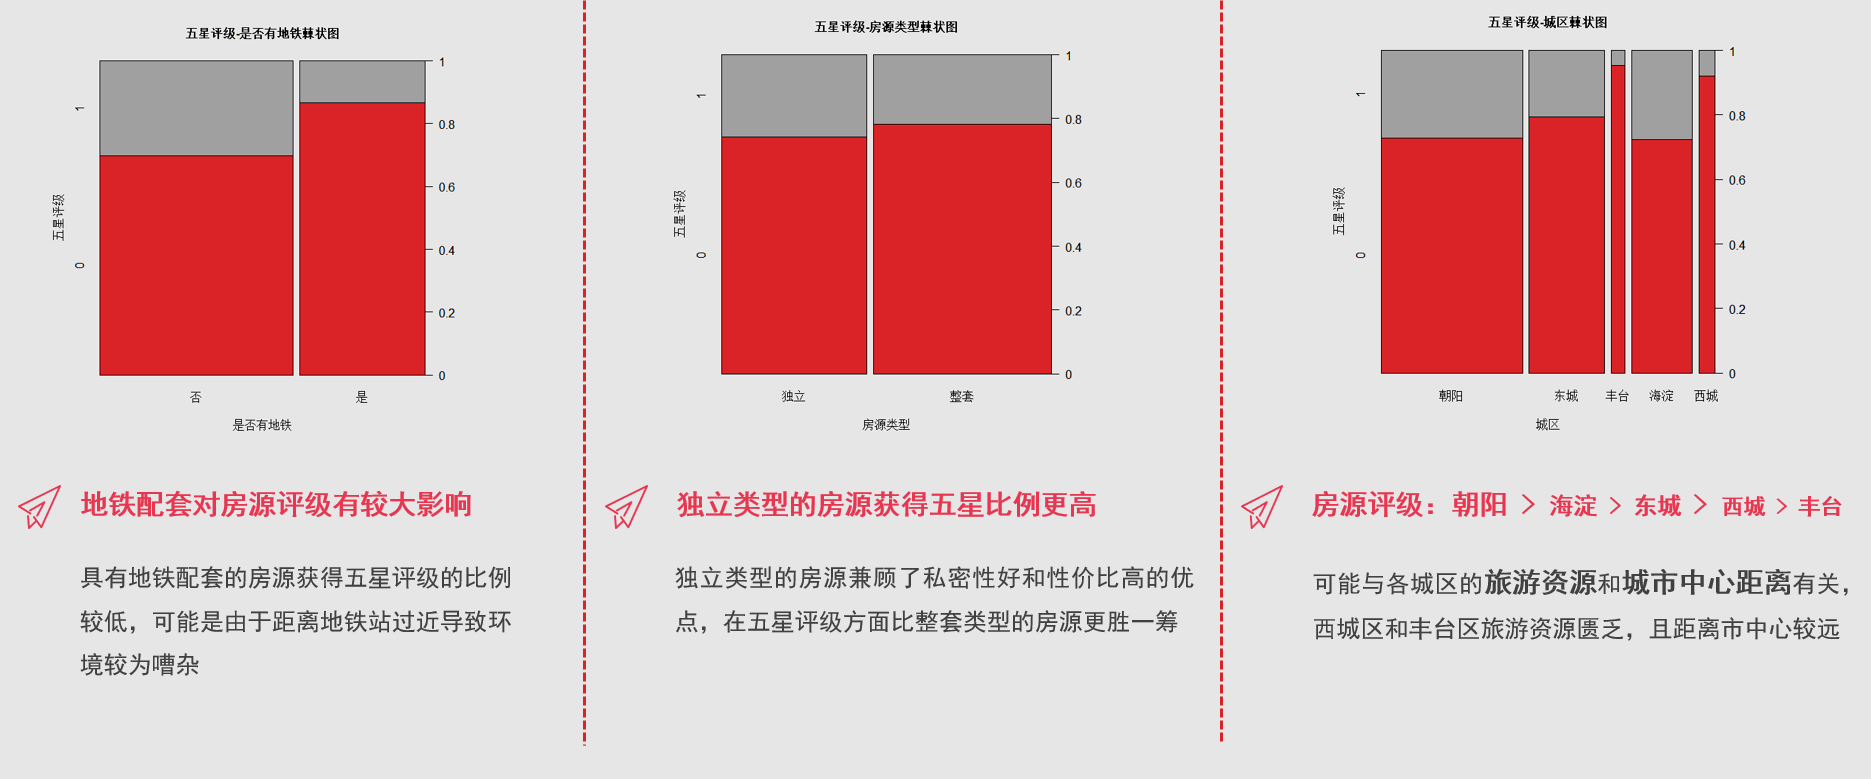 五星评级-是否有地铁棘状图
1
0
五星评级
1
0.8
0.6
0.4
0.2
0
否
是
是否有地铁
地铁配套对房源评级有较大影响
具有地铁配套的房源获得五星评级的比例
较低，可能是由于距离地铁站过近导致环
境较为嘈杂
五星评级-房源类型棘状图
1
0
五星评级
1
0.8
0.6
0.4
0.2
0
独立
整套
房源类型
独立类型的房源获得五星比例更高
独立类型的房源兼顾了私密性好和性价比高的优
点，在五星评级方面比整套类型的房源更胜一筹
五星评级-城区棘状图
1
0
五星评级
1
0.8
0.6
0.4
0.2
0
朝阳 东城 丰台 海淀 西城
城区
房源评级：朝阳 > 海淀 > 东城 > 西城 > 丰台
可能与各城区的旅游资源和城市中心距离有关，
西城区和丰台区旅游资源匮乏，且距离市中心较远